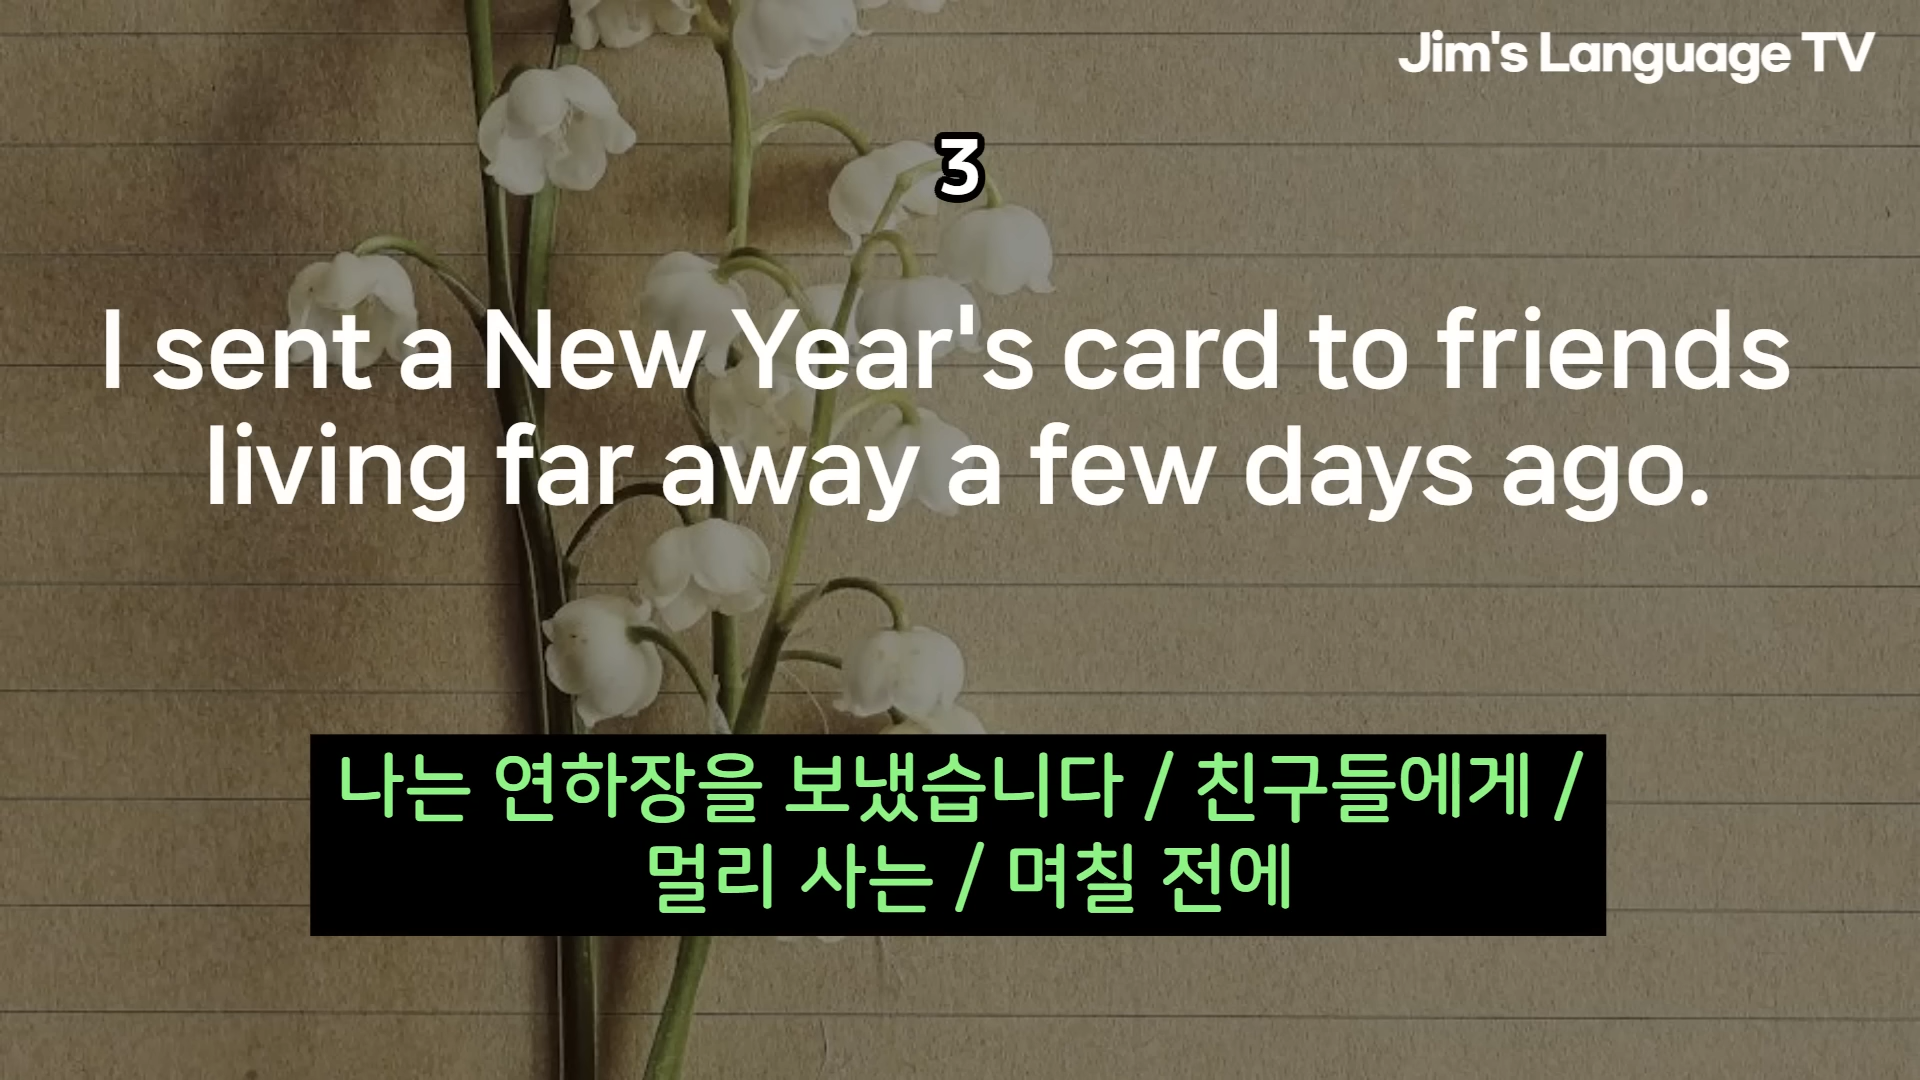 Jim's Language TV
3
I sent a New Year's card to friends
living far away a few days ago.
나는 연하장을 보냈습니다 / 친구들에게 /
멀리 사는 / 며칠 전에